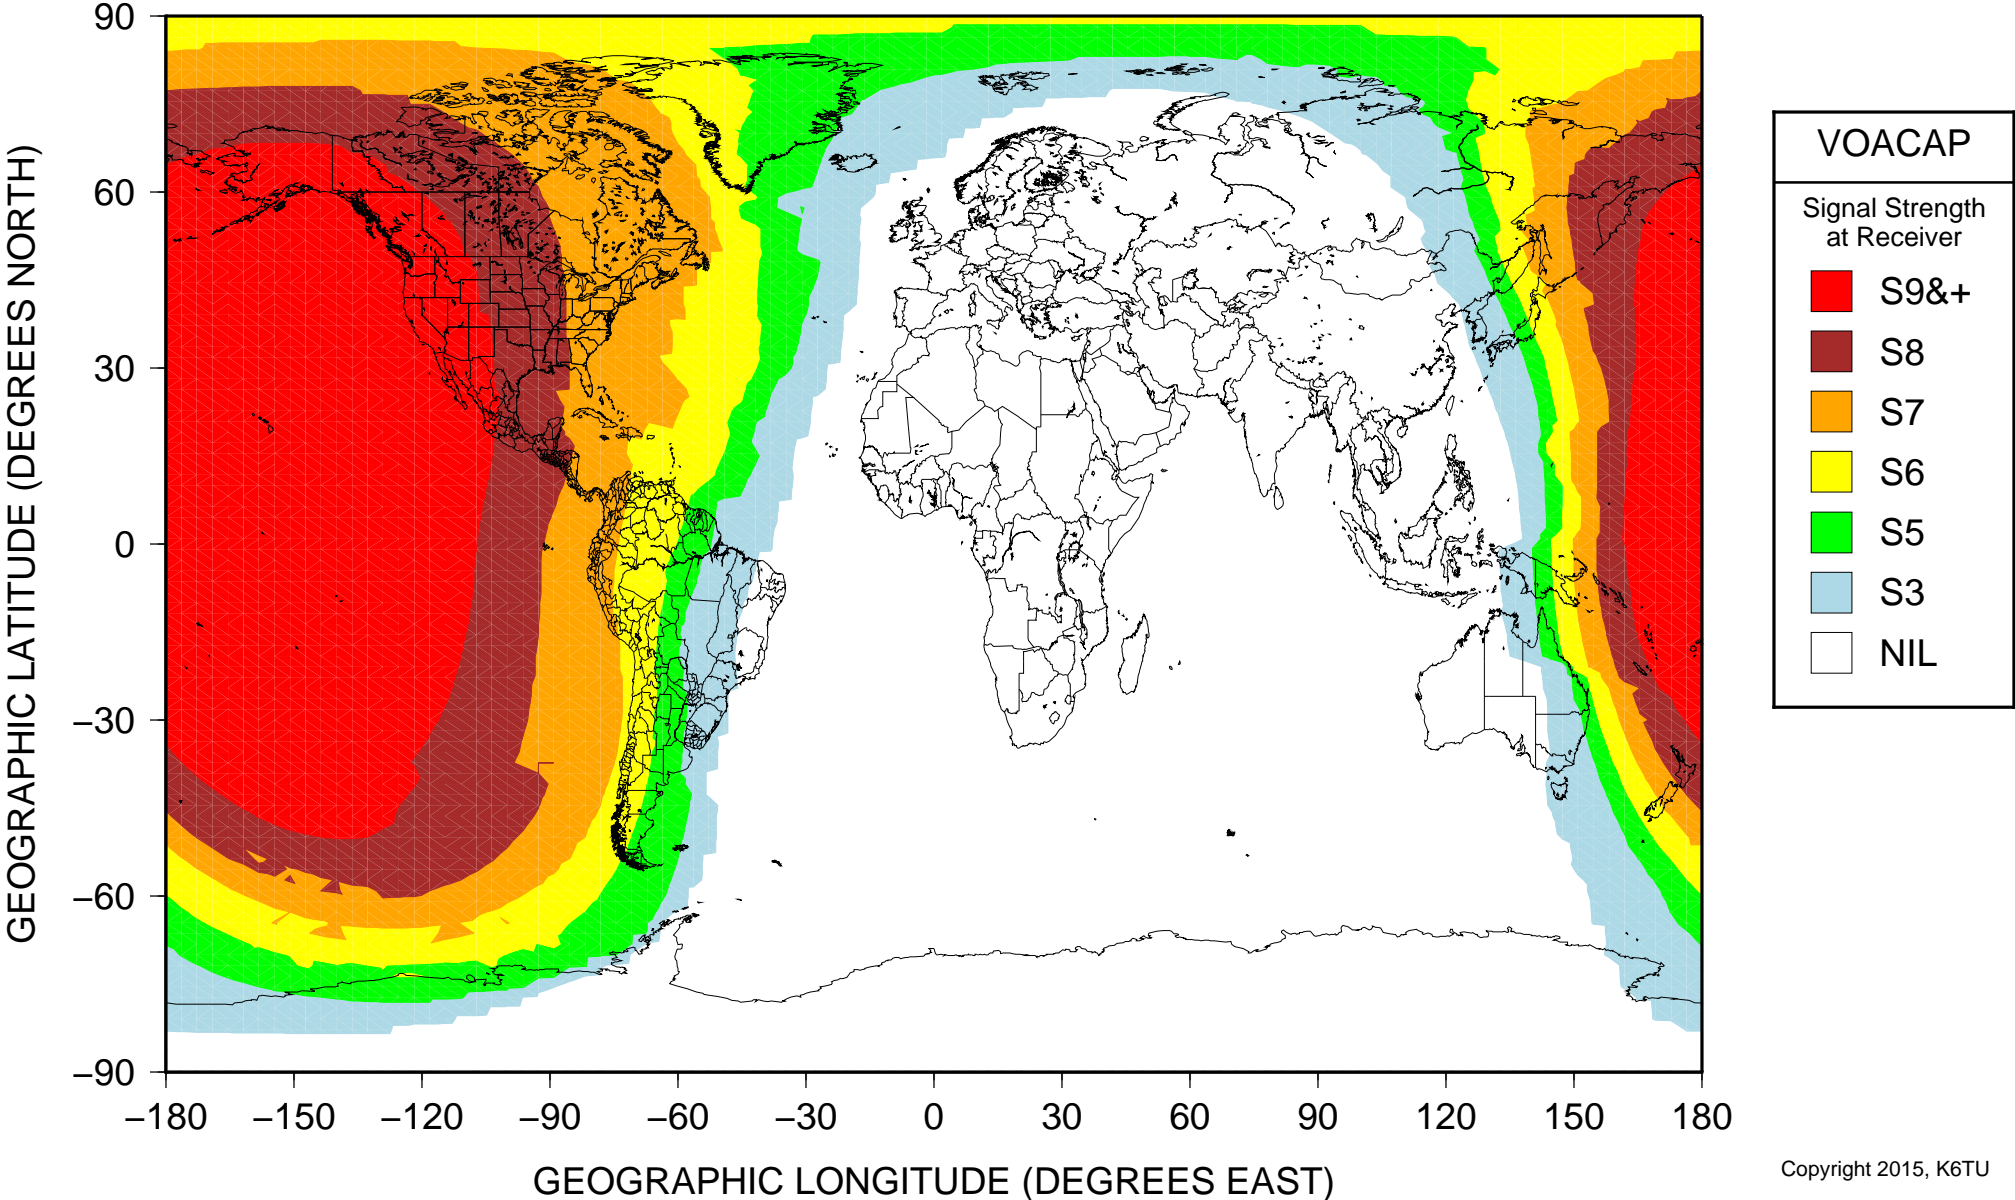 90
60
30
0
−30
−60
−90
GEOGRAPHIC LATITUDE (DEGREES NORTH)
−180 −150 −120 −90 −60 −30 0 30 60 90 120 150 180
GEOGRAPHIC LONGITUDE (DEGREES EAST)
VOACAP
Signal Strength
at Receiver
S9&+
S8
S7
S6
S5
S3
NIL
Copyright 2015, K6TU